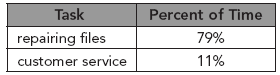 Task Percent of Time
repairing files 79%
customer service 11%